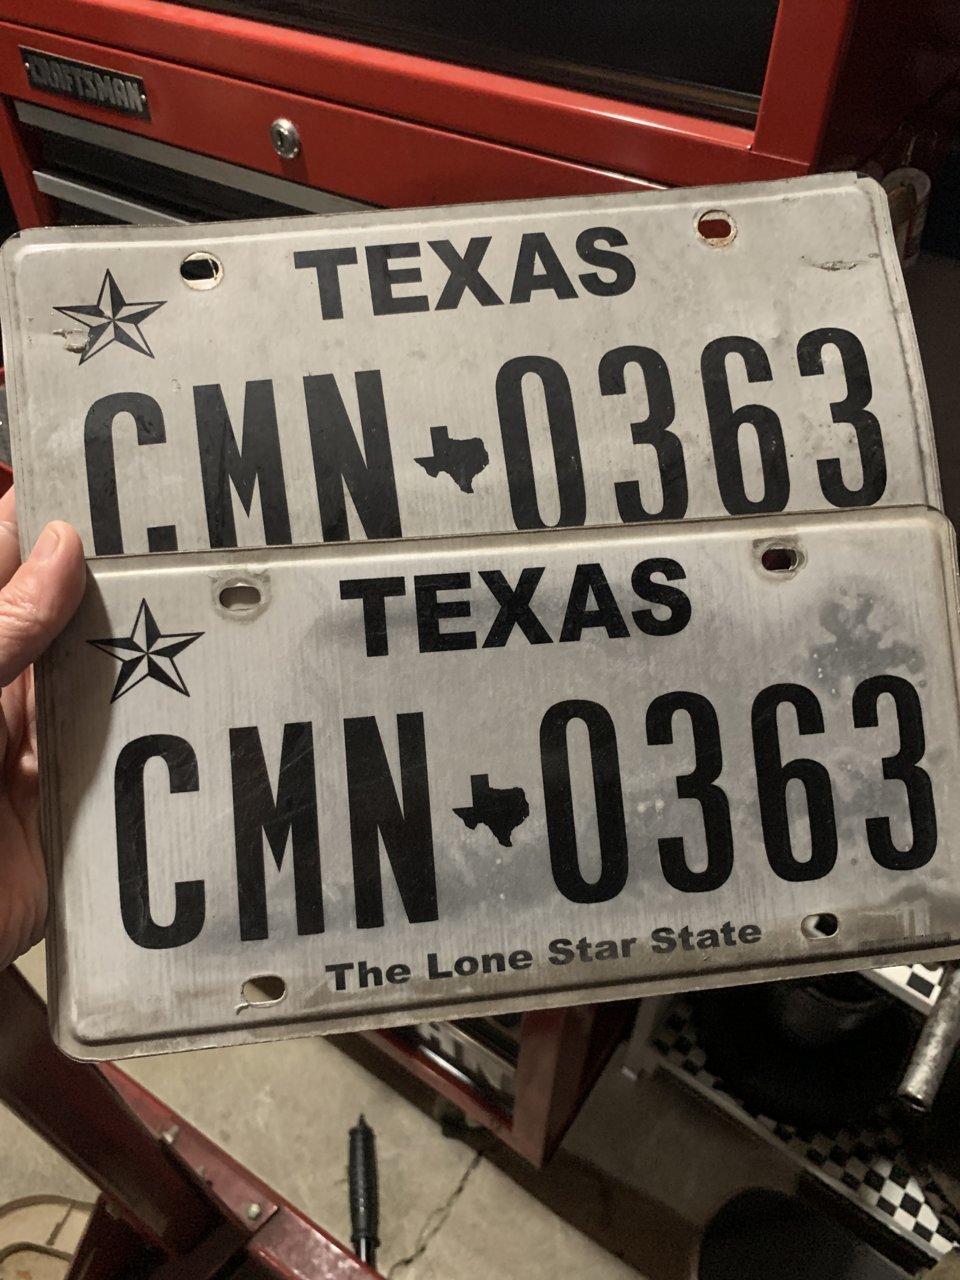 CRAFTSMAN
TEXAS
CMN 0363
TEXAS
CMN 0363
The Lone Star State